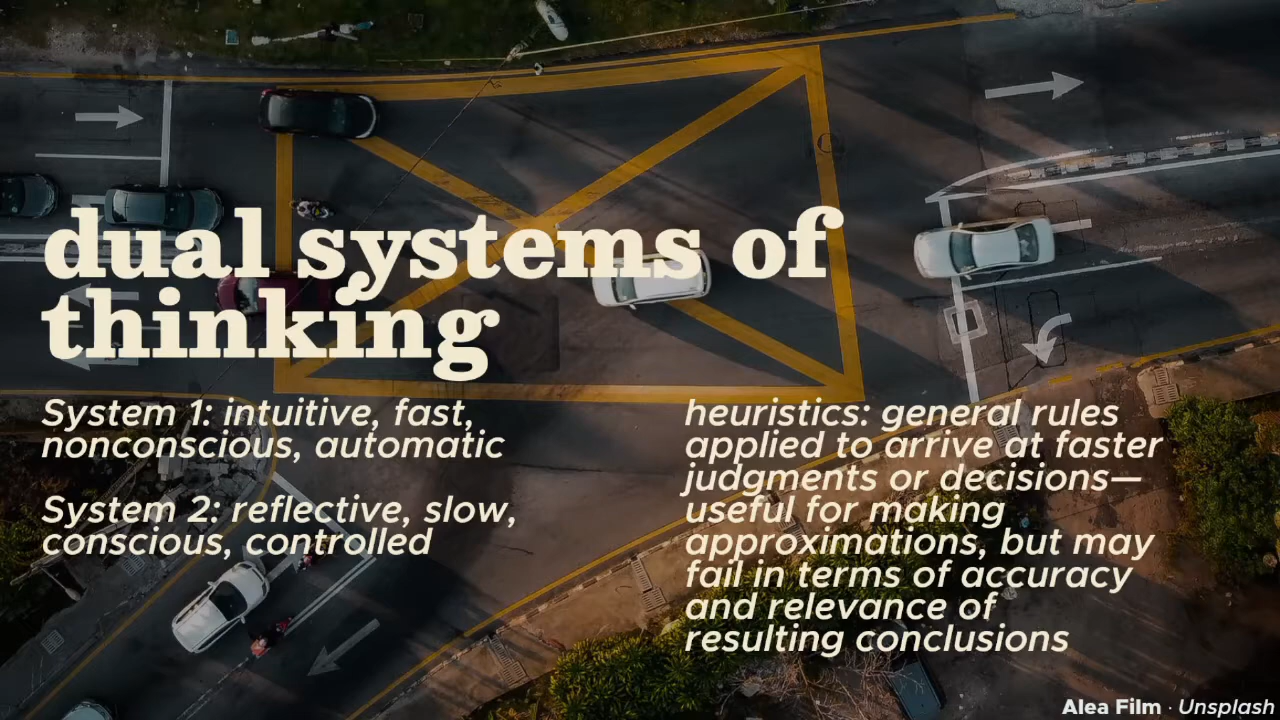 dual systems of
thinking
System 1: intuitive, fast,
nonconscious, automatic
System 2: reflective, slow,
conscious, controlled
heuristics: general rules
applied to arrive at faster
judgments or decisions—
useful for making
approximations, but may
fail in terms of accuracy
and relevance of
resulting conclusions
Alea Film · Unsplash